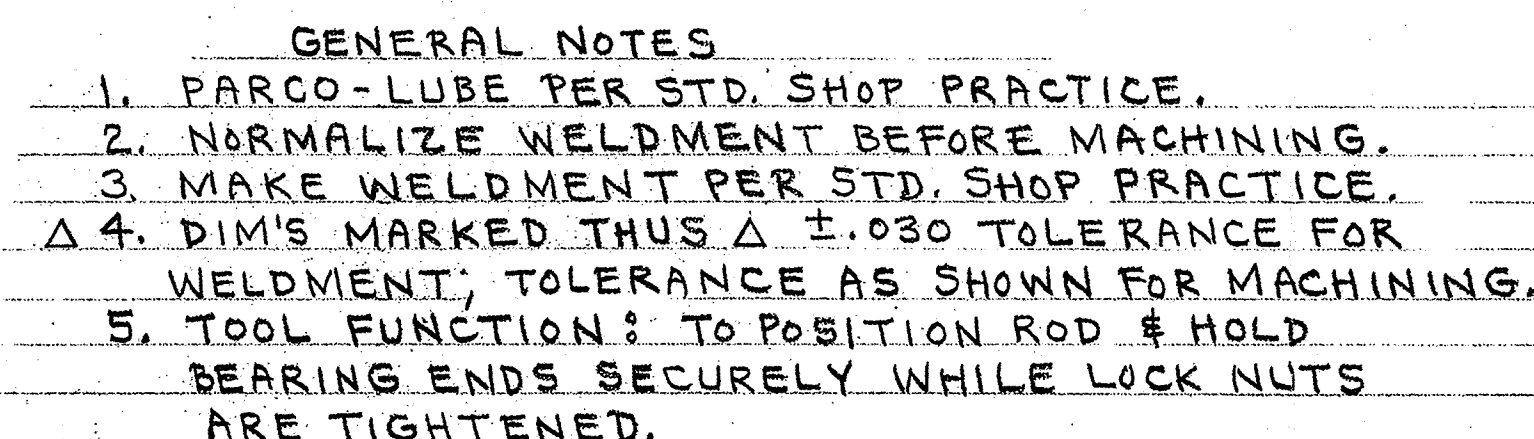 GENERAL NOTES
1. PARCO-LUBE PER STD. SHOP PRACTICE.
2. NORMALIZE WELDMENT BEFORE MACHINING.
3. MAKE WELDMENT PER STD. SHOP PRACTICE.
△ 4. DIM'S MARKED THUS △ ±.030 TOLERANCE FOR
WELDMENT; TOLERANCE AS SHOWN FOR MACHINING.
5. TOOL FUNCTION: TO POSITION ROD & HOLD
BEARING ENDS SECURELY WHILE LOCK NUTS
ARE TIGHTENED.